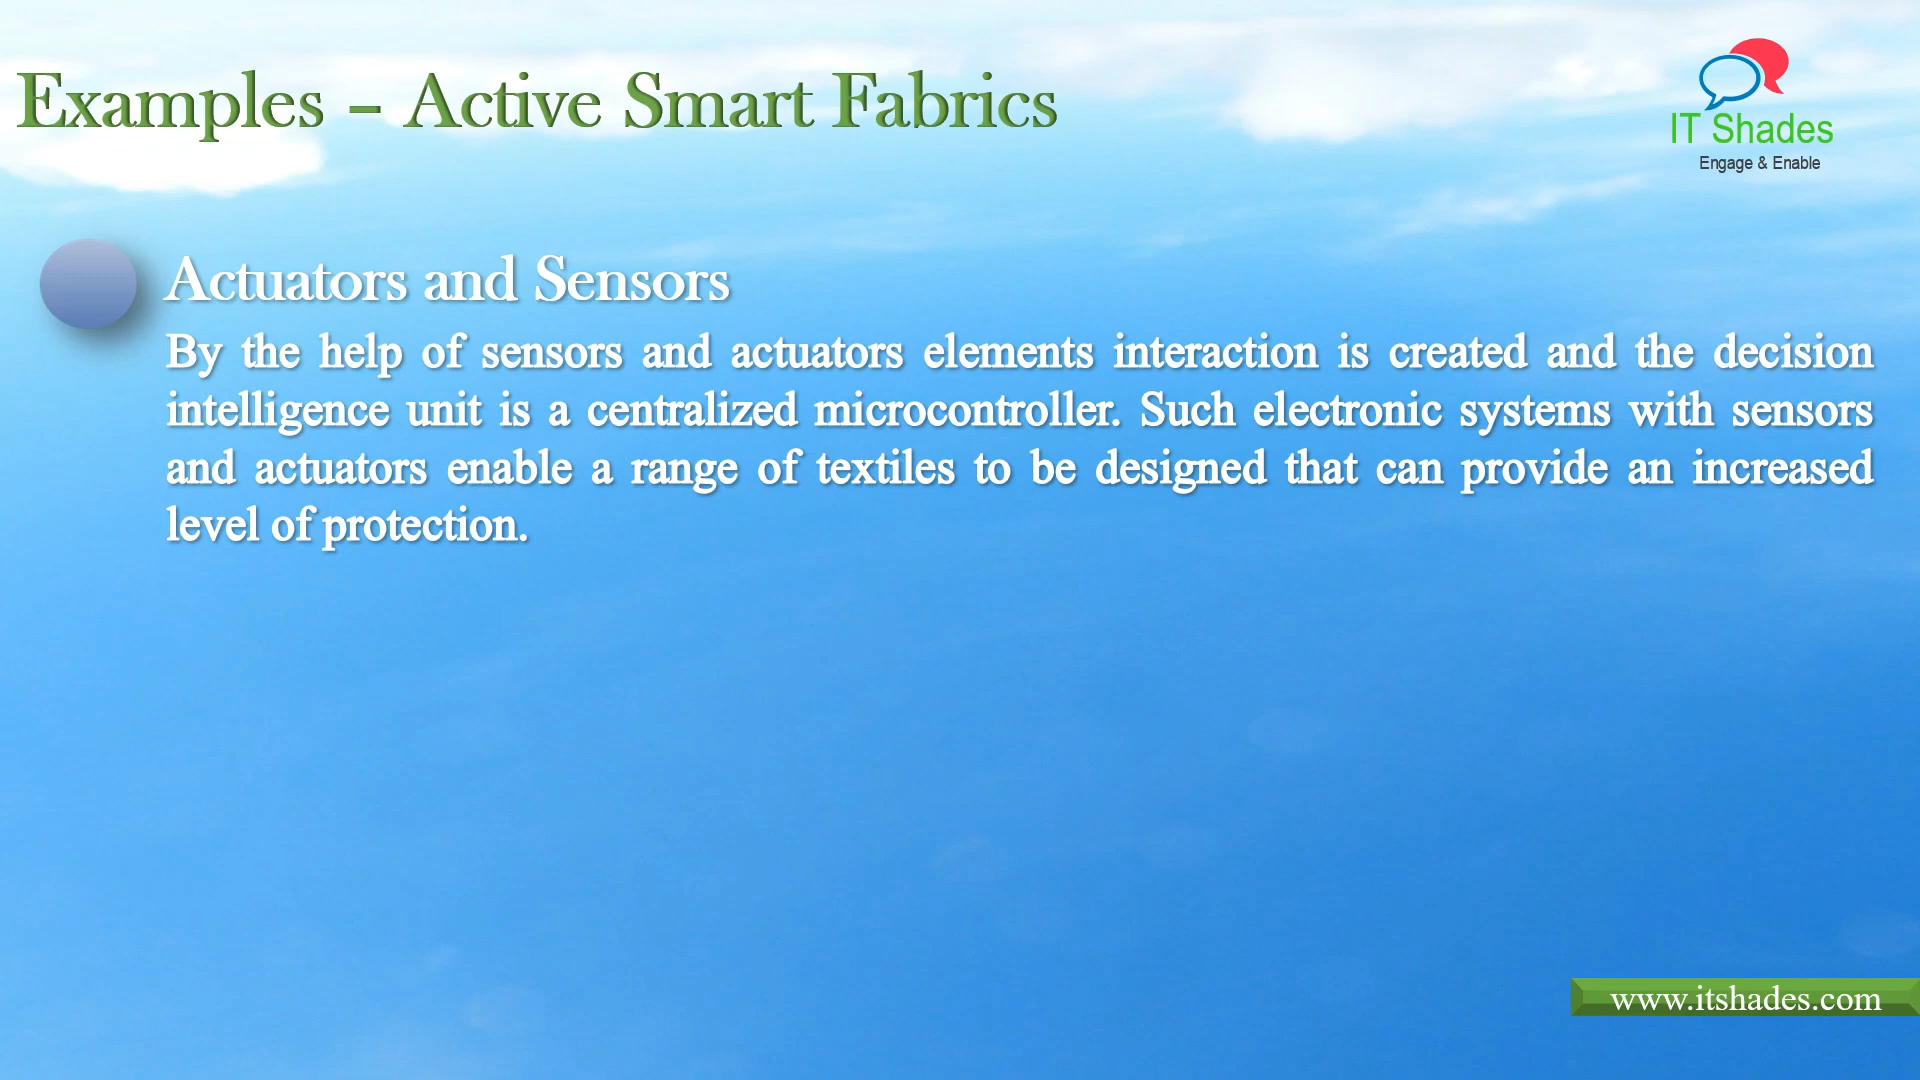 Examples – Active Smart Fabrics
IT Shades
Engage & Enable
Actuators and Sensors
By the help of sensors and actuators elements interaction is created and the decision
intelligence unit is a centralized microcontroller. Such electronic systems with sensors
and actuators enable a range of textiles to be designed that can provide an increased
level of protection.
www.itshades.com